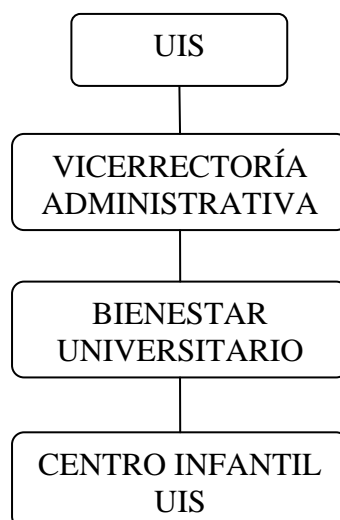 UIS
VICERRECTORÍA
ADMINISTRATIVA
BIENESTAR
UNIVERSITARIO
CENTRO INFANTIL
UIS